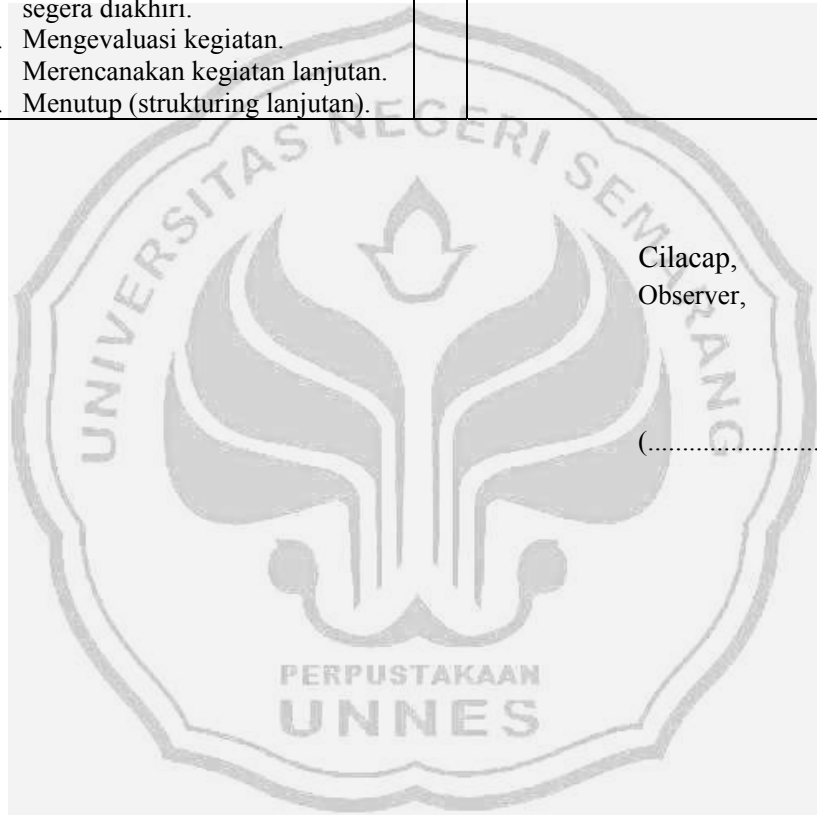 segera diakhiri.
. Mengevaluasi kegiatan.
Merencanakan kegiatan lanjutan.
. Menutup (strukturing lanjutan).
UNIVERSITAS NEGERI SEMARANG
Cilacap,
Observer,
(........................
PERPUSTAKAAN
UNNES